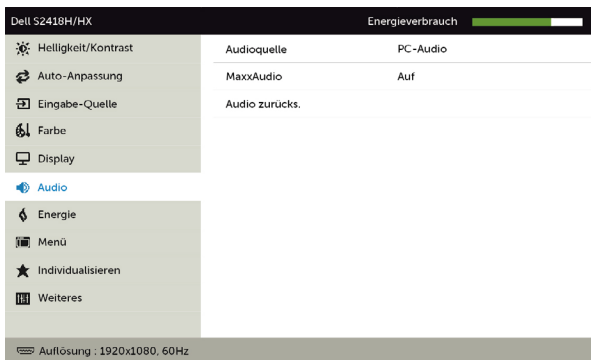 Dell S2418H/HX Energieverbrauch
Helligkeit/Kontrast
Auto-Anpassung
Eingabe-Quelle
Farbe
Display
Audio
Energie
Menü
Individualisieren
Weiteres
Audioquelle PC-Audio
MaxxAudio Auf
Audio zurücks.
Auflösung : 1920x1080, 60Hz